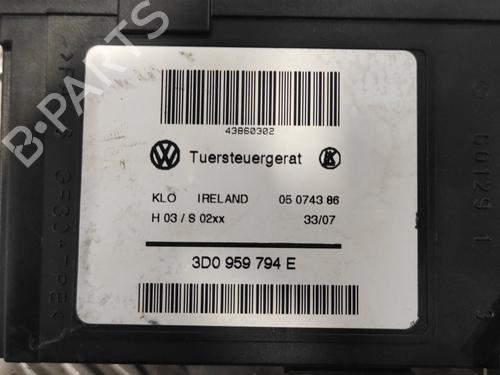 43860302
Tuersteuergerat
KLO IRELAND 05 0743 86
H 03 / S 02xx 33/07
3D0 959 794 E
B-PARTS